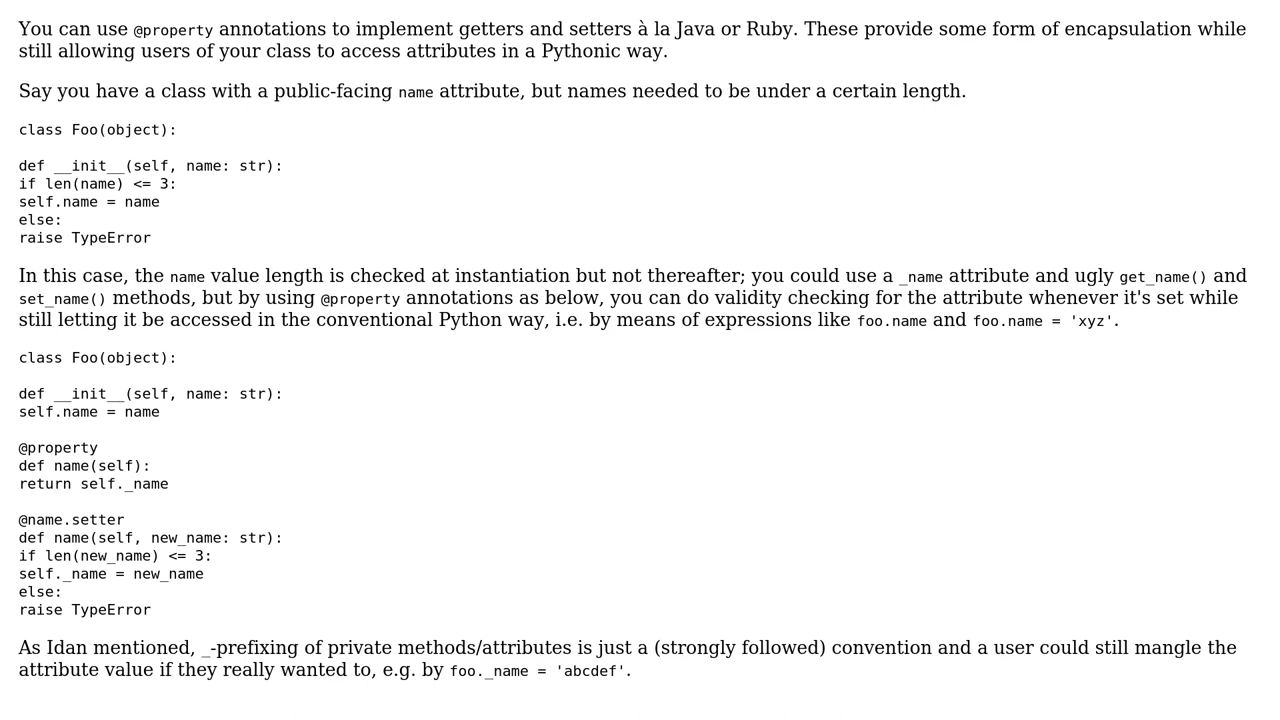 You can use @property annotations to implement getters and setters à la Java or Ruby. These provide some form of encapsulation while
still allowing users of your class to access attributes in a Pythonic way.
Say you have a class with a public-facing name attribute, but names needed to be under a certain length.
class Foo(object):
def __init__(self, name: str):
if len(name) <= 3:
self.name = name
else:
raise TypeError
In this case, the name value length is checked at instantiation but not thereafter; you could use a _name attribute and ugly get_name() and
set_name() methods, but by using @property annotations as below, you can do validity checking for the attribute whenever it's set while
still letting it be accessed in the conventional Python way, i.e. by means of expressions like foo.name and foo.name = 'xyz'.
class Foo(object):
def __init__(self, name: str):
self.name = name
@property
def name(self):
return self._name
@name.setter
def name(self, new_name: str):
if len(new_name) <= 3:
self._name = new_name
else:
raise TypeError
As Idan mentioned, _-prefixing of private methods/attributes is just a (strongly followed) convention and a user could still mangle the
attribute value if they really wanted to, e.g. by foo._name = 'abcdef'.